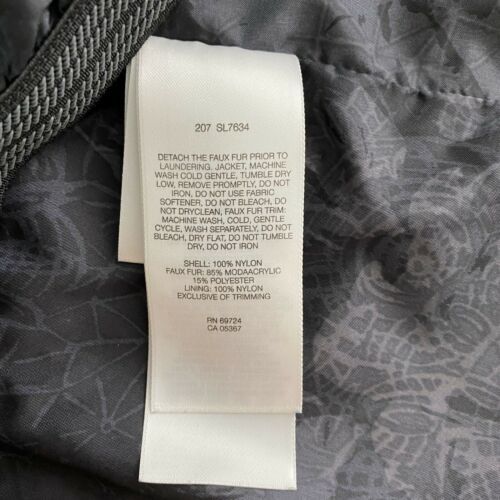 207 SL7634
DETACH THE FAUX FUR PRIOR TO
LAUNDERING. JACKET, MACHINE
WASH COLD GENTLE, TUMBLE DRY
LOW, REMOVE PROMPTLY, DO NOT
IRON, DO NOT USE FABRIC
SOFTENER, DO NOT BLEACH, DO
NOT DRYCLEAN, FAUX FUR TRIM:
MACHINE WASH, COLD, GENTLE
CYCLE, WASH SEPARATELY, DO NOT
BLEACH, DRY FLAT, DO NOT TUMBLE
DRY, DO NOT IRON
SHELL: 100% NYLON
FAUX FUR: 85% MODAACRYLIC
15% POLYESTER
LINING: 100% NYLON
EXCLUSIVE OF TRIMMING
RN 69724
CA 05367